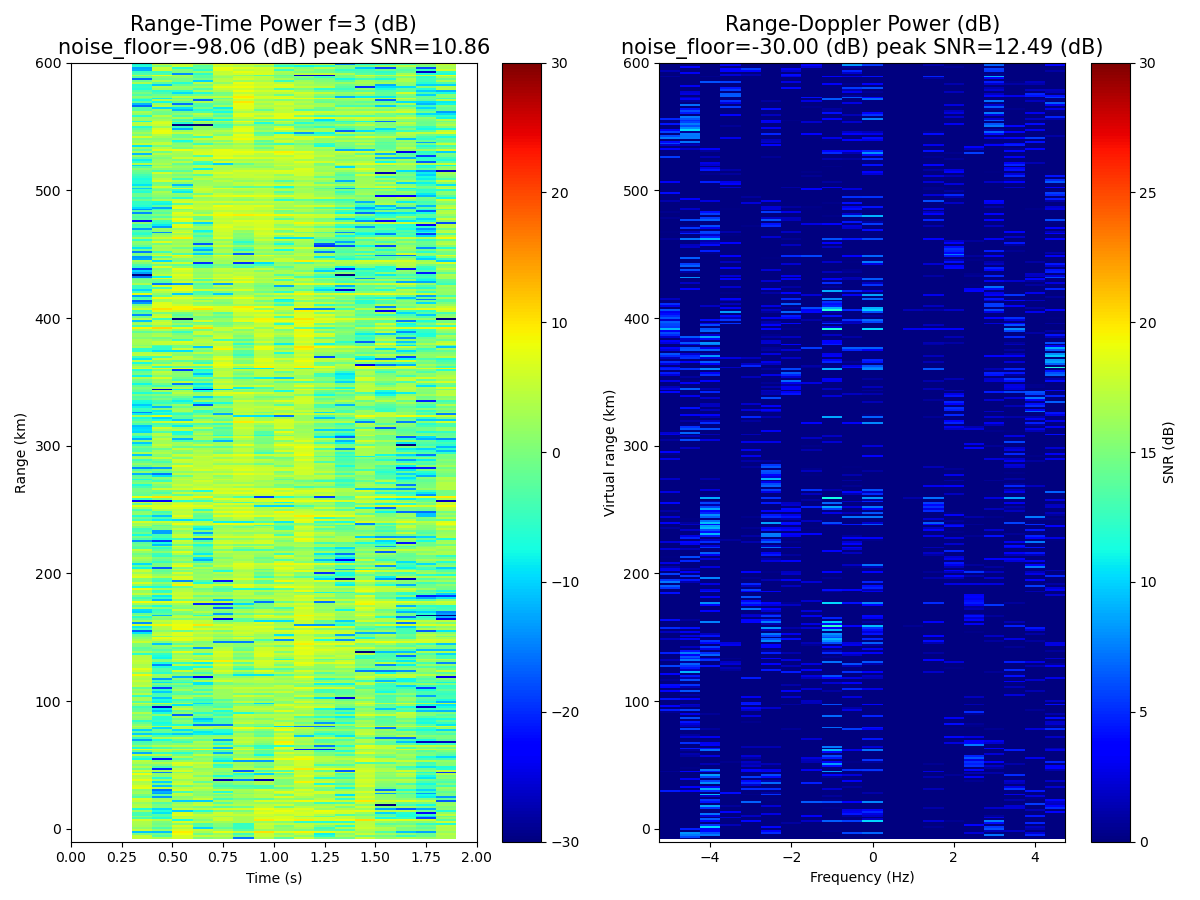 Range-Time Power f=3 (dB)
noise_floor=-98.06 (dB) peak SNR=10.86
600
500
400
300
200
100
0
Range (km)
0.00 0.25 0.50 0.75 1.00 1.25 1.50 1.75 2.00
Time (s)
30
20
10
0
−10
−20
−30
Range-Doppler Power (dB)
noise_floor=-30.00 (dB) peak SNR=12.49 (dB)
600
500
400
300
200
100
0
Virtual range (km)
−4 −2 0 2 4
Frequency (Hz)
30
25
20
15
10
5
0
SNR (dB)